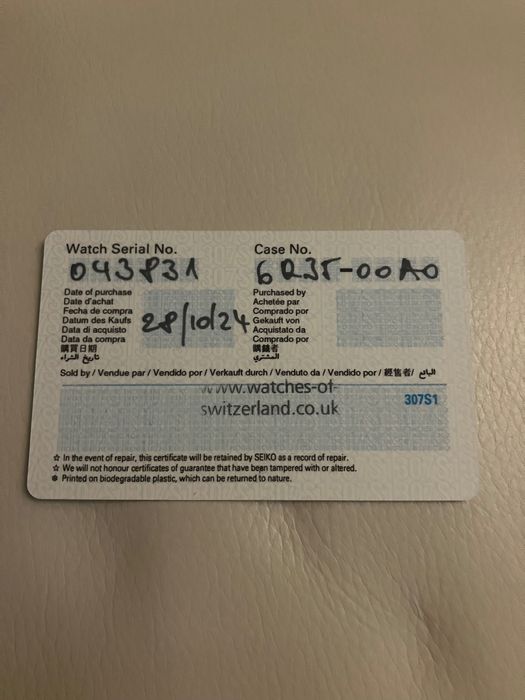 Watch Serial No. Case No.
043831 6R35-00A0
Date of purchase
Date d'achat
Fecha de compra
Datum des Kaufs
Data di acquisto
Data da compra
購買日期
تاريخ الشراء
28/10/24
Purchased by
Achetée par
Comprado por
Gekauft von
Acquistato da
Comprado por
購錶者
المشتري
Sold by / Vendue par / Vendido por / Verkauft durch / Venduto da / Vendido por / 經售者/ البائع
www.watches-of-
switzerland.co.uk
307S1
☆ In the event of repair, this certificate will be retained by SEIKO as a record of repair.
☆ We will not honour certificates of guarantee that have been tampered with or altered.
Printed on biodegradable plastic, which can be returned to nature.